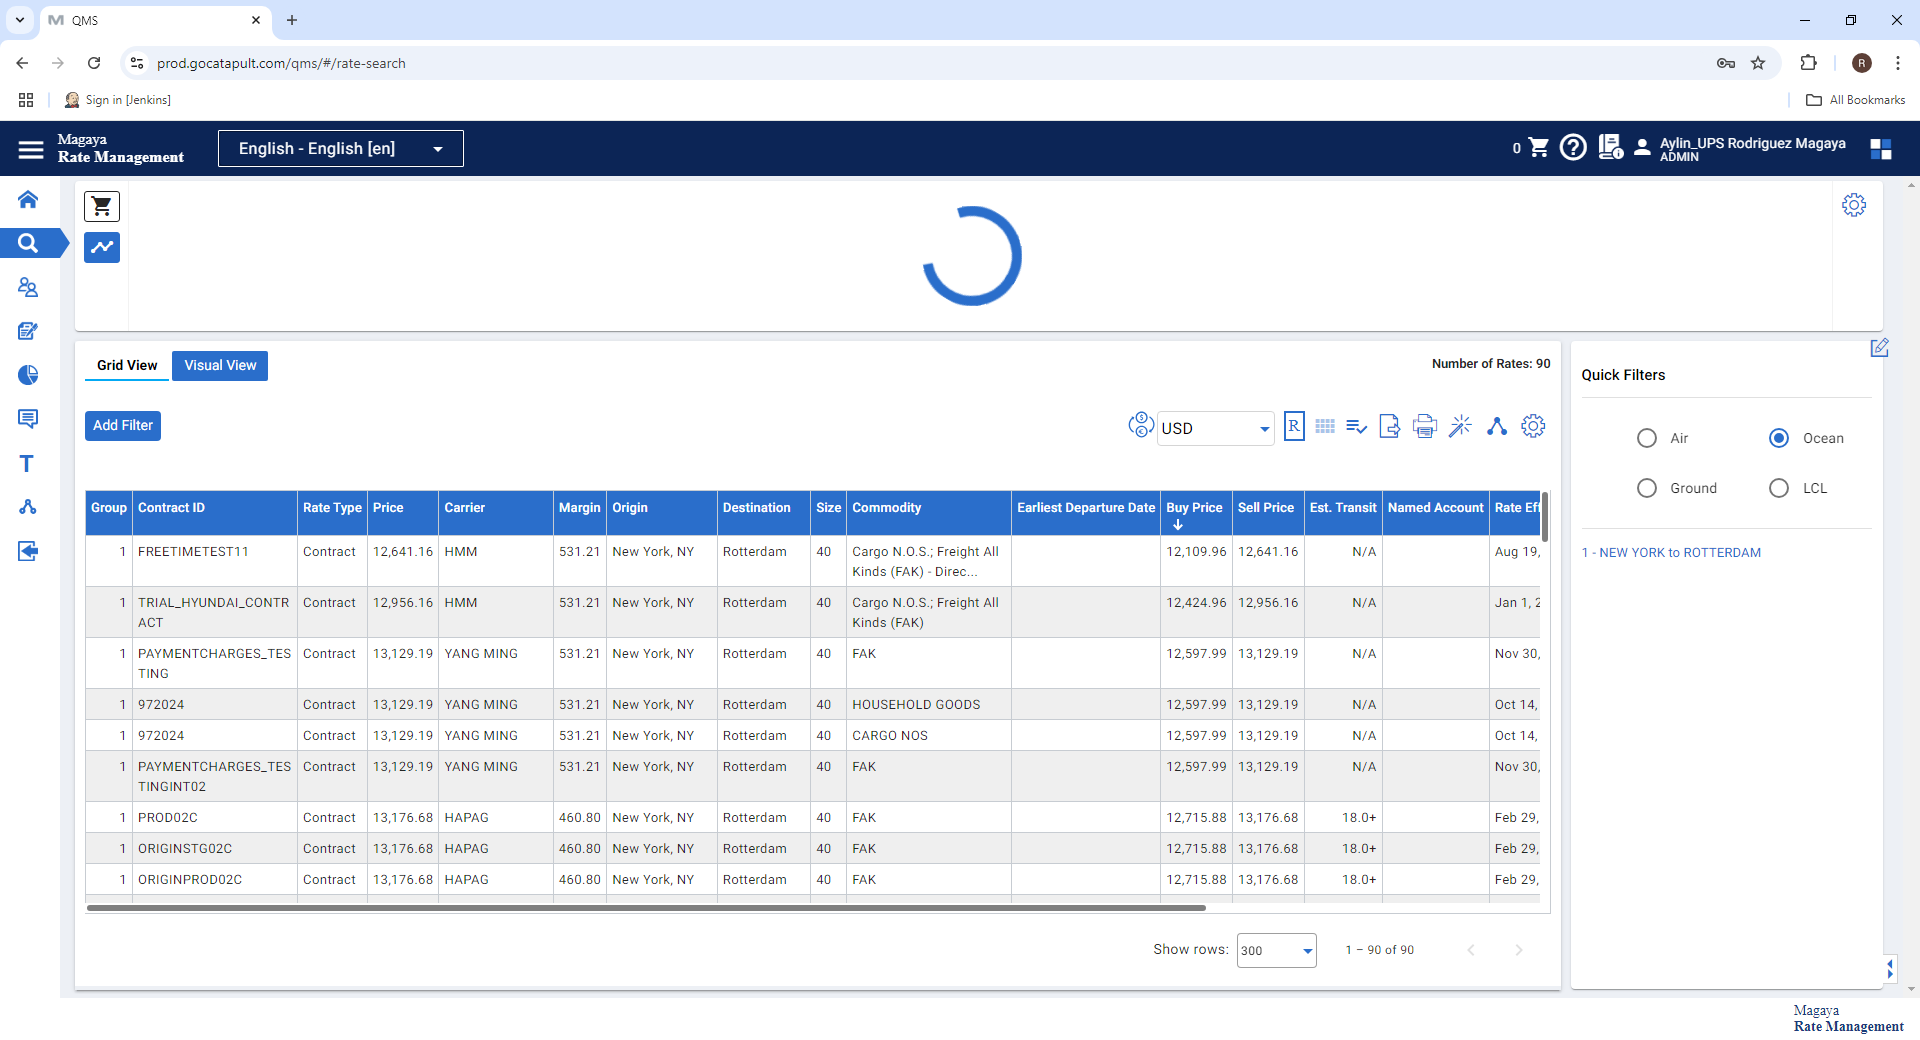 QMS
prod.gocatapult.com/qms/#/rate-search
R
Sign in [Jenkins]
All Bookmarks
Magaya
Rate Management
English - English [en]
0
Aylin_UPS Rodriguez Magaya
ADMIN
Grid View
Visual View
Number of Rates: 90
Quick Filters
Add Filter
USD
R
Air
Ocean
Ground
LCL
1 - NEW YORK to ROTTERDAM
Group Contract ID Rate Type Price Carrier Margin Origin Destination Size Commodity Earliest Departure Date Buy Price Sell Price Est. Transit Named Account Rate Eff
1 FREETIMETEST11 Contract 12,641.16 HMM 531.21 New York, NY Rotterdam 40 Cargo N.O.S.; Freight All 12,109.96 12,641.16 N/A Aug 19,
Kinds (FAK) - Direc...
1 TRIAL_HYUNDAI_CONTR Contract 12,956.16 HMM 531.21 New York, NY Rotterdam 40 Cargo N.O.S.; Freight All 12,424.96 12,956.16 N/A Jan 1, 2
ACT Kinds (FAK)
1 PAYMENTCHARGES_TES Contract 13,129.19 YANG MING 531.21 New York, NY Rotterdam 40 FAK 12,597.99 13,129.19 N/A Nov 30,
TING
1 972024 Contract 13,129.19 YANG MING 531.21 New York, NY Rotterdam 40 HOUSEHOLD GOODS 12,597.99 13,129.19 N/A Oct 14,
1 972024 Contract 13,129.19 YANG MING 531.21 New York, NY Rotterdam 40 CARGO NOS 12,597.99 13,129.19 N/A Oct 14,
1 PAYMENTCHARGES_TES Contract 13,129.19 YANG MING 531.21 New York, NY Rotterdam 40 FAK 12,597.99 13,129.19 N/A Nov 30,
TINGINT02
1 PROD02C Contract 13,176.68 HAPAG 460.80 New York, NY Rotterdam 40 FAK 12,715.88 13,176.68 18.0+ Feb 29,
1 ORIGINSTG02C Contract 13,176.68 HAPAG 460.80 New York, NY Rotterdam 40 FAK 12,715.88 13,176.68 18.0+ Feb 29,
1 ORIGINPROD02C Contract 13,176.68 HAPAG 460.80 New York, NY Rotterdam 40 FAK 12,715.88 13,176.68 18.0+ Feb 29,
Show rows: 300 1 – 90 of 90
Magaya
Rate Management